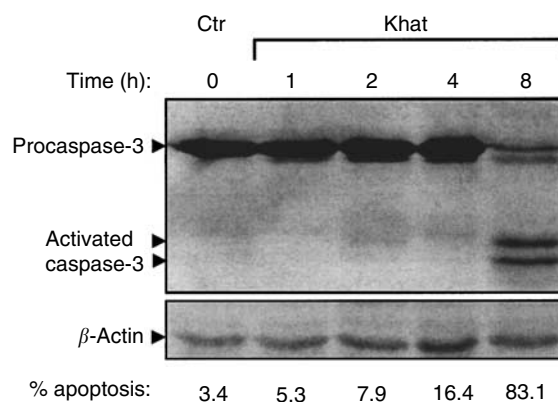 Ctr Khat
Time (h): 0 1 2 4 8
Procaspase-3
Activated
caspase-3
β-Actin
% apoptosis: 3.4 5.3 7.9 16.4 83.1